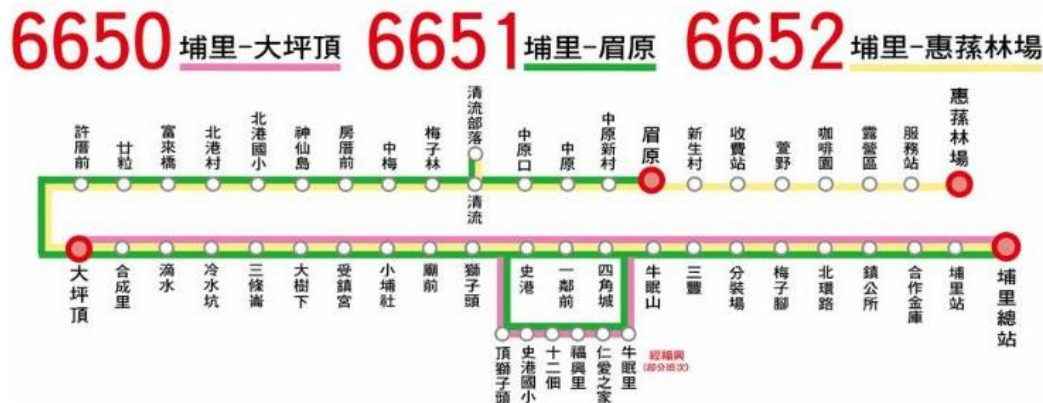 6650 埔里-大坪頂 6651 埔里-眉原 6652 埔里-惠蓀林場
許厝前
廿粒
富來橋
北港村
北港國小
神仙島
房厝前
中梅
梅子林
清流部落
清流
中原口
中原
中原新村
眉原
新生村
收費站
萱野
咖啡園
露營區
服務站
惠蓀林場
大坪頂
合成里
滴水
冷水坑
三條崙
大樹下
受鎮宮
小埔社
廟前
獅子頭
史港
一鄰前
四角城
牛眠山
三豐
分裝場
梅子腳
北環路
鎮公所
合作金庫
埔里站
埔里總站
頂獅子頭
史港國小
十二佃
福興里
仁愛之家
牛眠里
經福興
(部分班次)